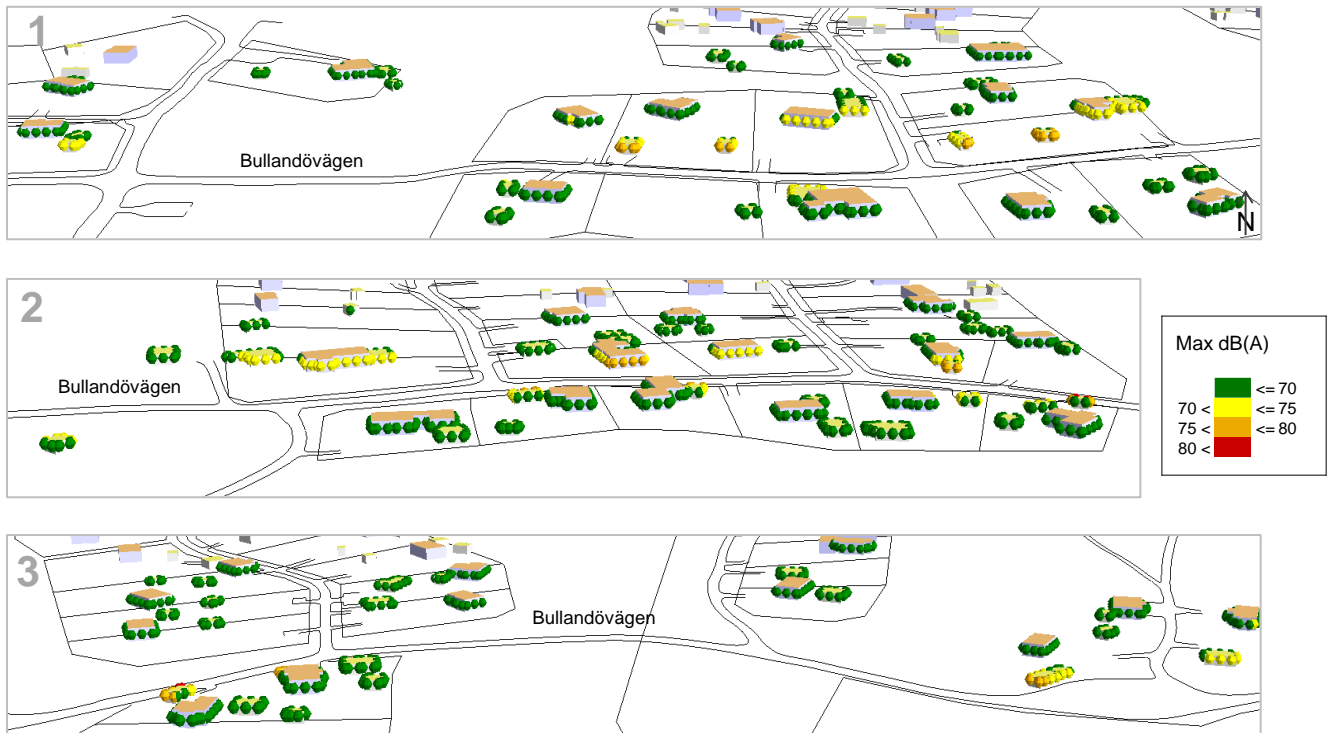 1
Bullandövägen
N
2
Bullandövägen
Max dB(A)
<= 70
70 < <= 75
75 < <= 80
80 <
3
Bullandövägen